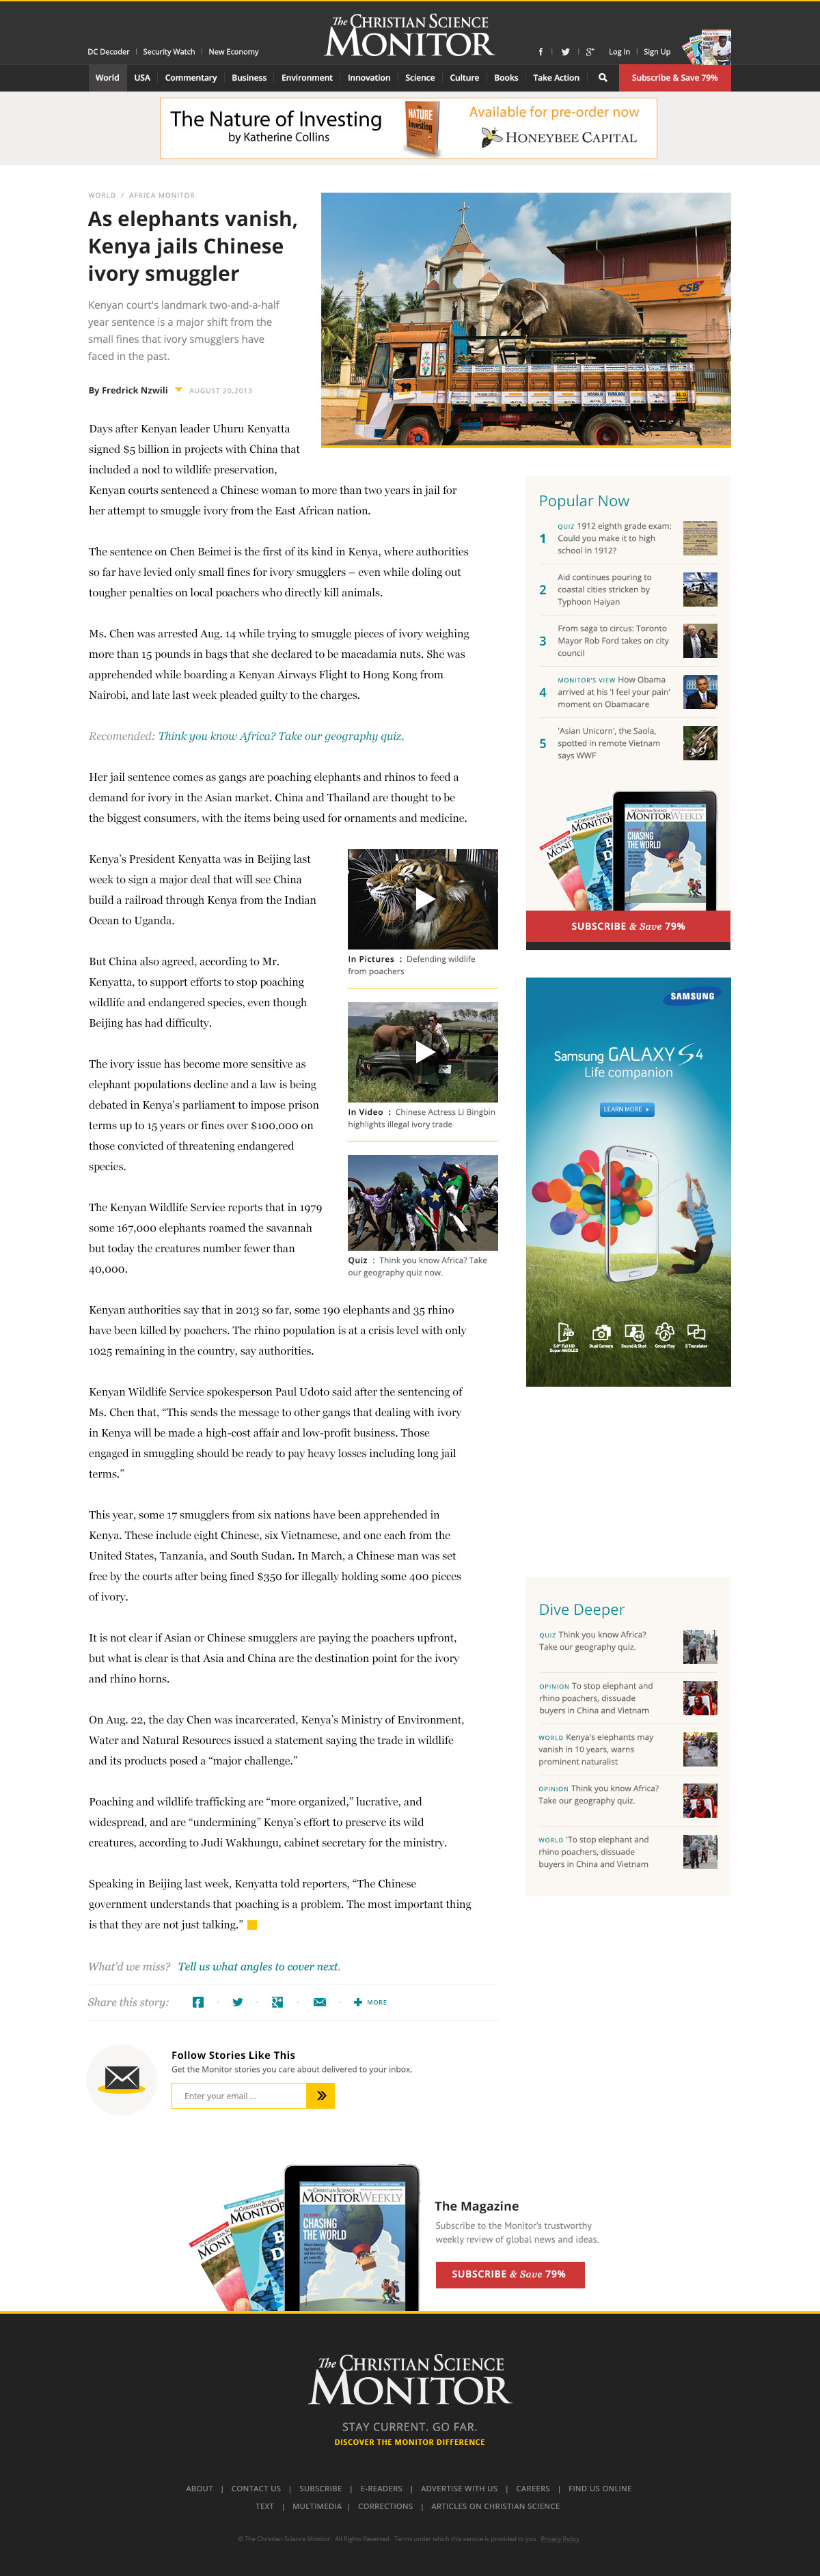 The CHRISTIAN SCIENCE
MONITOR
DC Decoder | Security Watch | New Economy
Log In | Sign Up
World USA Commentary Business Environment Innovation Science Culture Books Take Action
Subscribe & Save 79%
The Nature of Investing
by Katherine Collins
Available for pre-order now
HONEYBEE CAPITAL
WORLD / AFRICA MONITOR
As elephants vanish,
Kenya jails Chinese
ivory smuggler
Kenyan court's landmark two-and-a-half
year sentence is a major shift from the
small fines that ivory smugglers have
faced in the past.
By Fredrick Nzwili
AUGUST 20,2013
CSB
Days after Kenyan leader Uhuru Kenyatta
signed $5 billion in projects with China that
included a nod to wildlife preservation,
Kenyan courts sentenced a Chinese woman to more than two years in jail for
her attempt to smuggle ivory from the East African nation.
The sentence on Chen Beimei is the first of its kind in Kenya, where authorities
so far have levied only small fines for ivory smugglers – even while doling out
tougher penalties on local poachers who directly kill animals.
Ms. Chen was arrested Aug. 14 while trying to smuggle pieces of ivory weighing
more than 15 pounds in bags that she declared to be macadamia nuts. She was
apprehended while boarding a Kenyan Airways Flight to Hong Kong from
Nairobi, and late last week pleaded guilty to the charges.
Recomended: Think you know Africa? Take our geography quiz.
Her jail sentence comes as gangs are poaching elephants and rhinos to feed a
demand for ivory in the Asian market. China and Thailand are thought to be
the biggest consumers, with the items being used for ornaments and medicine.
Kenya's President Kenyatta was in Beijing last
week to sign a major deal that will see China
build a railroad through Kenya from the Indian
Ocean to Uganda.
But China also agreed, according to Mr.
Kenyatta, to support efforts to stop poaching
wildlife and endangered species, even though
Beijing has had difficulty.
The ivory issue has become more sensitive as
elephant populations decline and a law is being
debated in Kenya's parliament to impose prison
terms up to 15 years or fines over $100,000 on
those convicted of threatening endangered
species.
The Kenyan Wildlife Service reports that in 1979
some 167,000 elephants roamed the savannah
but today the creatures number fewer than
40,000.
In Pictures : Defending wildlife
from poachers
In Video : Chinese Actress Li Bingbin
highlights illegal ivory trade
Quiz : Think you know Africa? Take
our geography quiz now.
Kenyan authorities say that in 2013 so far, some 190 elephants and 35 rhino
have been killed by poachers. The rhino population is at a crisis level with only
1025 remaining in the country, say authorities.
Kenyan Wildlife Service spokesperson Paul Udoto said after the sentencing of
Ms. Chen that, “This sends the message to other gangs that dealing with ivory
in Kenya will be made a high-cost affair and low-profit business. Those
engaged in smuggling should be ready to pay heavy losses including long jail
terms.”
This year, some 17 smugglers from six nations have been apprehended in
Kenya. These include eight Chinese, six Vietnamese, and one each from the
United States, Tanzania, and South Sudan. In March, a Chinese man was set
free by the courts after being fined $350 for illegally holding some 400 pieces
of ivory.
It is not clear if Asian or Chinese smugglers are paying the poachers upfront,
but what is clear is that Asia and China are the destination point for the ivory
and rhino horns.
On Aug. 22, the day Chen was incarcerated, Kenya's Ministry of Environment,
Water and Natural Resources issued a statement saying the trade in wildlife
and its products posed a “major challenge.”
Poaching and wildlife trafficking are “more organized,” lucrative, and
widespread, and are “undermining” Kenya's effort to preserve its wild
creatures, according to Judi Wakhungu, cabinet secretary for the ministry.
Speaking in Beijing last week, Kenyatta told reporters, “The Chinese
government understands that poaching is a problem. The most important thing
is that they are not just talking.”
What'd we miss? Tell us what angles to cover next.
Share this story:
MORE
Follow Stories Like This
Get the Monitor stories you care about delivered to your inbox.
Enter your email ...
Popular Now
1
QUIZ 1912 eighth grade exam:
Could you make it to high
school in 1912?
2
Aid continues pouring to
coastal cities stricken by
Typhoon Haiyan
3
From saga to circus: Toronto
Mayor Rob Ford takes on city
council
4
MONITOR'S VIEW How Obama
arrived at his 'I feel your pain'
moment on Obamacare
5
'Asian Unicorn', the Saola,
spotted in remote Vietnam
says WWF
MONITOR WEEKLY
CHASING
THE WORLD
SUBSCRIBE & Save 79%
SAMSUNG
Samsung GALAXY S4
Life companion
LEARN MORE
5.0" Full HD
Super AMOLED
Dual Camera
Sound & Shot
Group Play
S Translator
Dive Deeper
QUIZ Think you know Africa?
Take our geography quiz.
OPINION To stop elephant and
rhino poachers, dissuade
buyers in China and Vietnam
WORLD Kenya's elephants may
vanish in 10 years, warns
prominent naturalist
OPINION Think you know Africa?
Take our geography quiz.
WORLD 'To stop elephant and
rhino poachers, dissuade
buyers in China and Vietnam
MONITOR WEEKLY
CHASING
THE WORLD
The Magazine
Subscribe to the Monitor's trustworthy
weekly review of global news and ideas.
SUBSCRIBE & Save 79%
The CHRISTIAN SCIENCE
MONITOR
STAY CURRENT. GO FAR.
DISCOVER THE MONITOR DIFFERENCE
ABOUT | CONTACT US | SUBSCRIBE | E-READERS | ADVERTISE WITH US | CAREERS | FIND US ONLINE
TEXT | MULTIMEDIA | CORRECTIONS | ARTICLES ON CHRISTIAN SCIENCE
© The Christian Science Monitor. All Rights Reserved. Terms under which this service is provided to you. Privacy Policy.